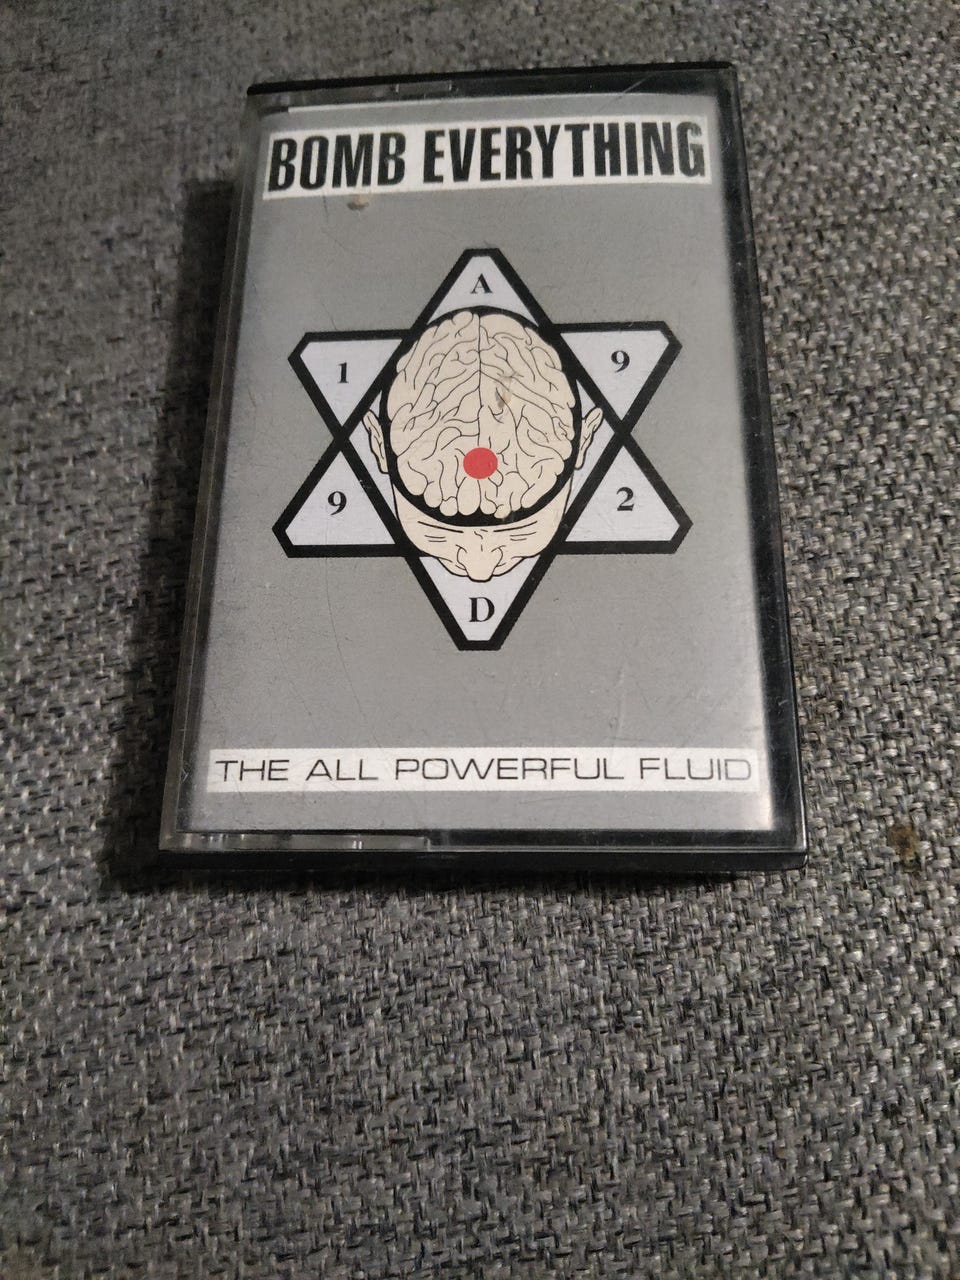 BOMB EVERYTHING
A
1 9
9 2
D
THE ALL POWERFUL FLUID